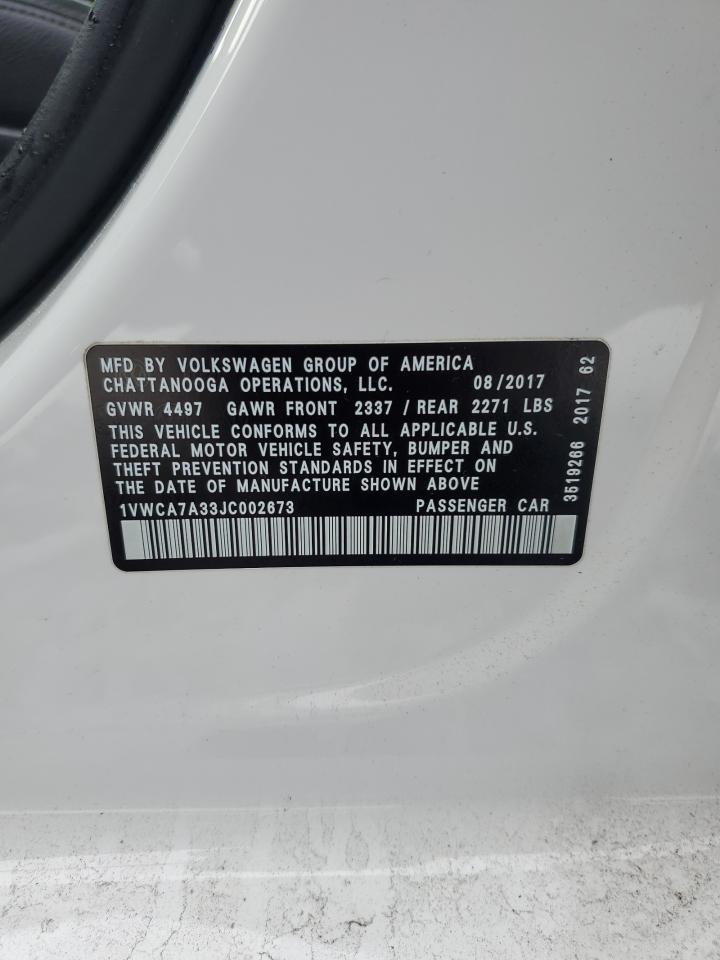 MFD BY VOLKSWAGEN GROUP OF AMERICA
CHATTANOOGA OPERATIONS, LLC. 08/2017
GVWR 4497 GAWR FRONT 2337 / REAR 2271 LBS
THIS VEHICLE CONFORMS TO ALL APPLICABLE U.S.
FEDERAL MOTOR VEHICLE SAFETY, BUMPER AND
THEFT PREVENTION STANDARDS IN EFFECT ON
THE DATE OF MANUFACTURE SHOWN ABOVE
1VWCA7A33JC002673 PASSENGER CAR
3519266 2017 62